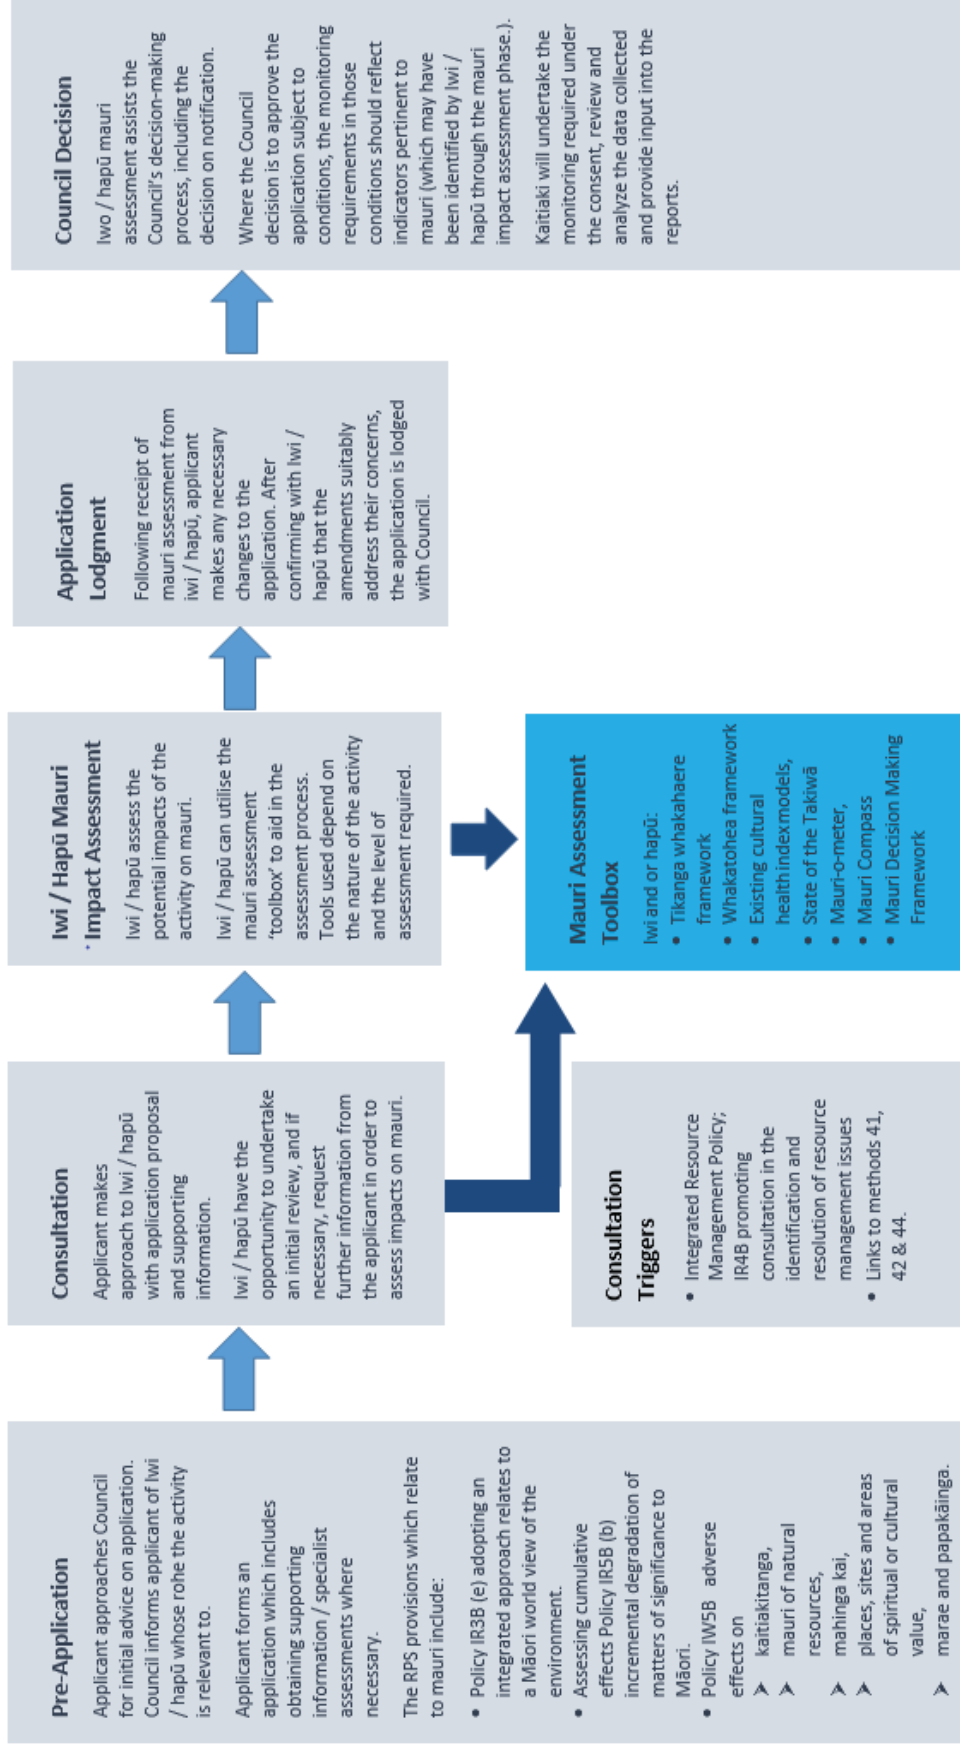 Pre-Application
Applicant approaches Council
for initial advice on application.
Council informs applicant of Iwi
/ hapū whose rohe the activity
is relevant to.
Applicant forms an
application which includes
obtaining supporting
information / specialist
assessments where
necessary.
The RPS provisions which relate
to mauri include:
• Policy IR3B (e) adopting an
integrated approach relates to
a Māori world view of the
environment.
• Assessing cumulative
effects Policy IR5B (b)
incremental degradation of
matters of significance to
Māori.
• Policy IW5B adverse
effects on
➤ kaitiakitanga,
➤ mauri of natural
resources,
➤ mahinga kai,
➤ places, sites and areas
of spiritual or cultural
value,
➤ marae and papakāinga.
Consultation
Applicant makes
approach to Iwi / hapū
with application proposal
and supporting
information.
Iwi / hapū have the
opportunity to undertake
an initial review, and if
necessary, request
further information from
the applicant in order to
assess impacts on mauri.
Consultation
Triggers
• Integrated Resource
Management Policy;
IR4B promoting
consultation in the
identification and
resolution of resource
management issues
• Links to methods 41,
42 & 44.
Iwi / Hapū Mauri
Impact Assessment
Iwi / hapū assess the
potential impacts of the
activity on mauri.
Iwi / hapū can utilise the
mauri assessment
'toolbox' to aid in the
assessment process.
Tools used depend on
the nature of the activity
and the level of
assessment required.
Mauri Assessment
Toolbox
Iwi and or hapū:
• Tikanga whakahaere
framework
• Whakatohea framework
• Existing cultural
healthindexmodels,
• State of the Takiwā
• Mauri-o-meter,
• Mauri Compass
• Mauri Decision Making
Framework
Application
Lodgment
Following receipt of
mauri assessment from
iwi / hapū, applicant
makes any necessary
changes to the
application. After
confirming with Iwi /
hapū that the
amendments suitably
address their concerns,
the application is lodged
with Council.
Council Decision
Iwo / hapū mauri
assessment assists the
Council's decision-making
process, including the
decision on notification.
Where the Council
decision is to approve the
application subject to
conditions, the monitoring
requirements in those
conditions should reflect
indicators pertinent to
mauri (which may have
been identified by Iwi /
hapū through the mauri
impact assessment phase.).
Kaitiaki will undertake the
monitoring required under
the consent, review and
analyze the data collected
and provide input into the
reports.